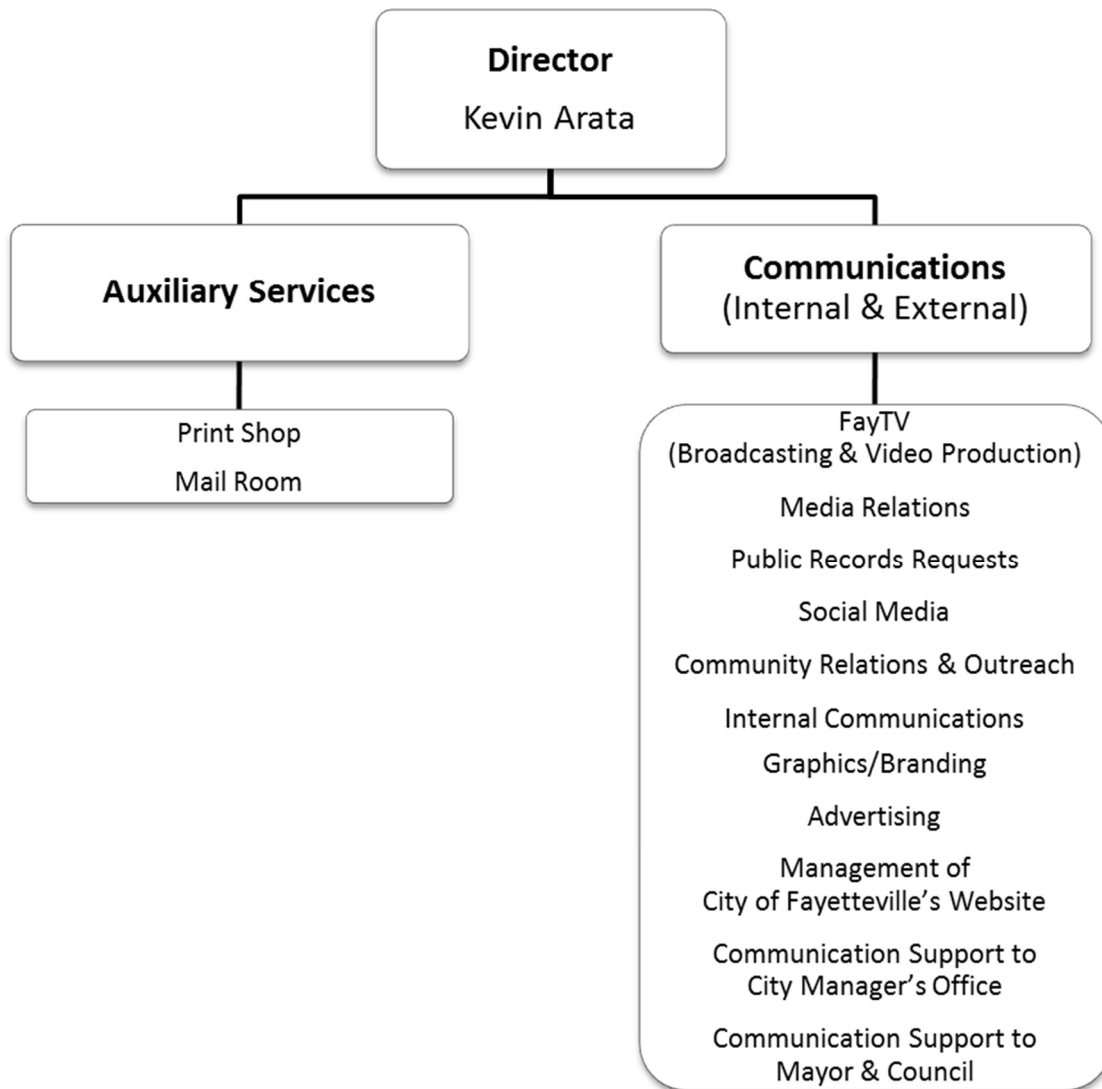 Director
Kevin Arata
Auxiliary Services
Print Shop
Mail Room
Communications
(Internal & External)
FayTV
(Broadcasting & Video Production)
Media Relations
Public Records Requests
Social Media
Community Relations & Outreach
Internal Communications
Graphics/Branding
Advertising
Management of
City of Fayetteville’s Website
Communication Support to
City Manager’s Office
Communication Support to
Mayor & Council